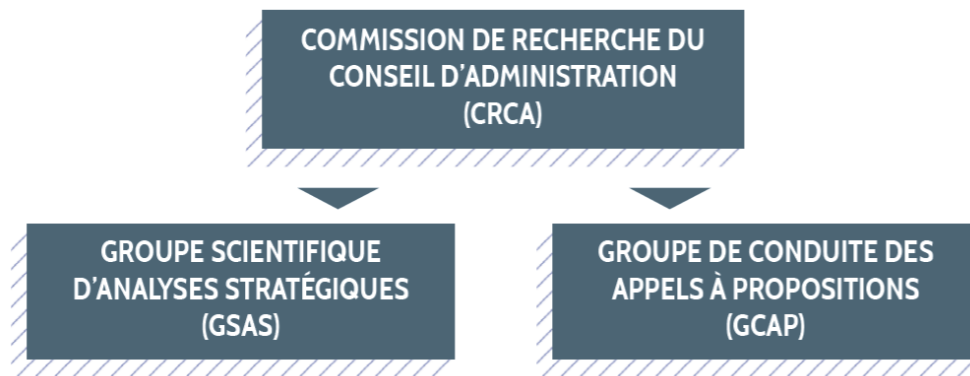 COMMISSION DE RECHERCHE DU
CONSEIL D'ADMINISTRATION
(CRCA)
GROUPE SCIENTIFIQUE
D'ANALYSES STRATÉGIQUES
(GSAS)
GROUPE DE CONDUITE DES
APPELS À PROPOSITIONS
(GCAP)